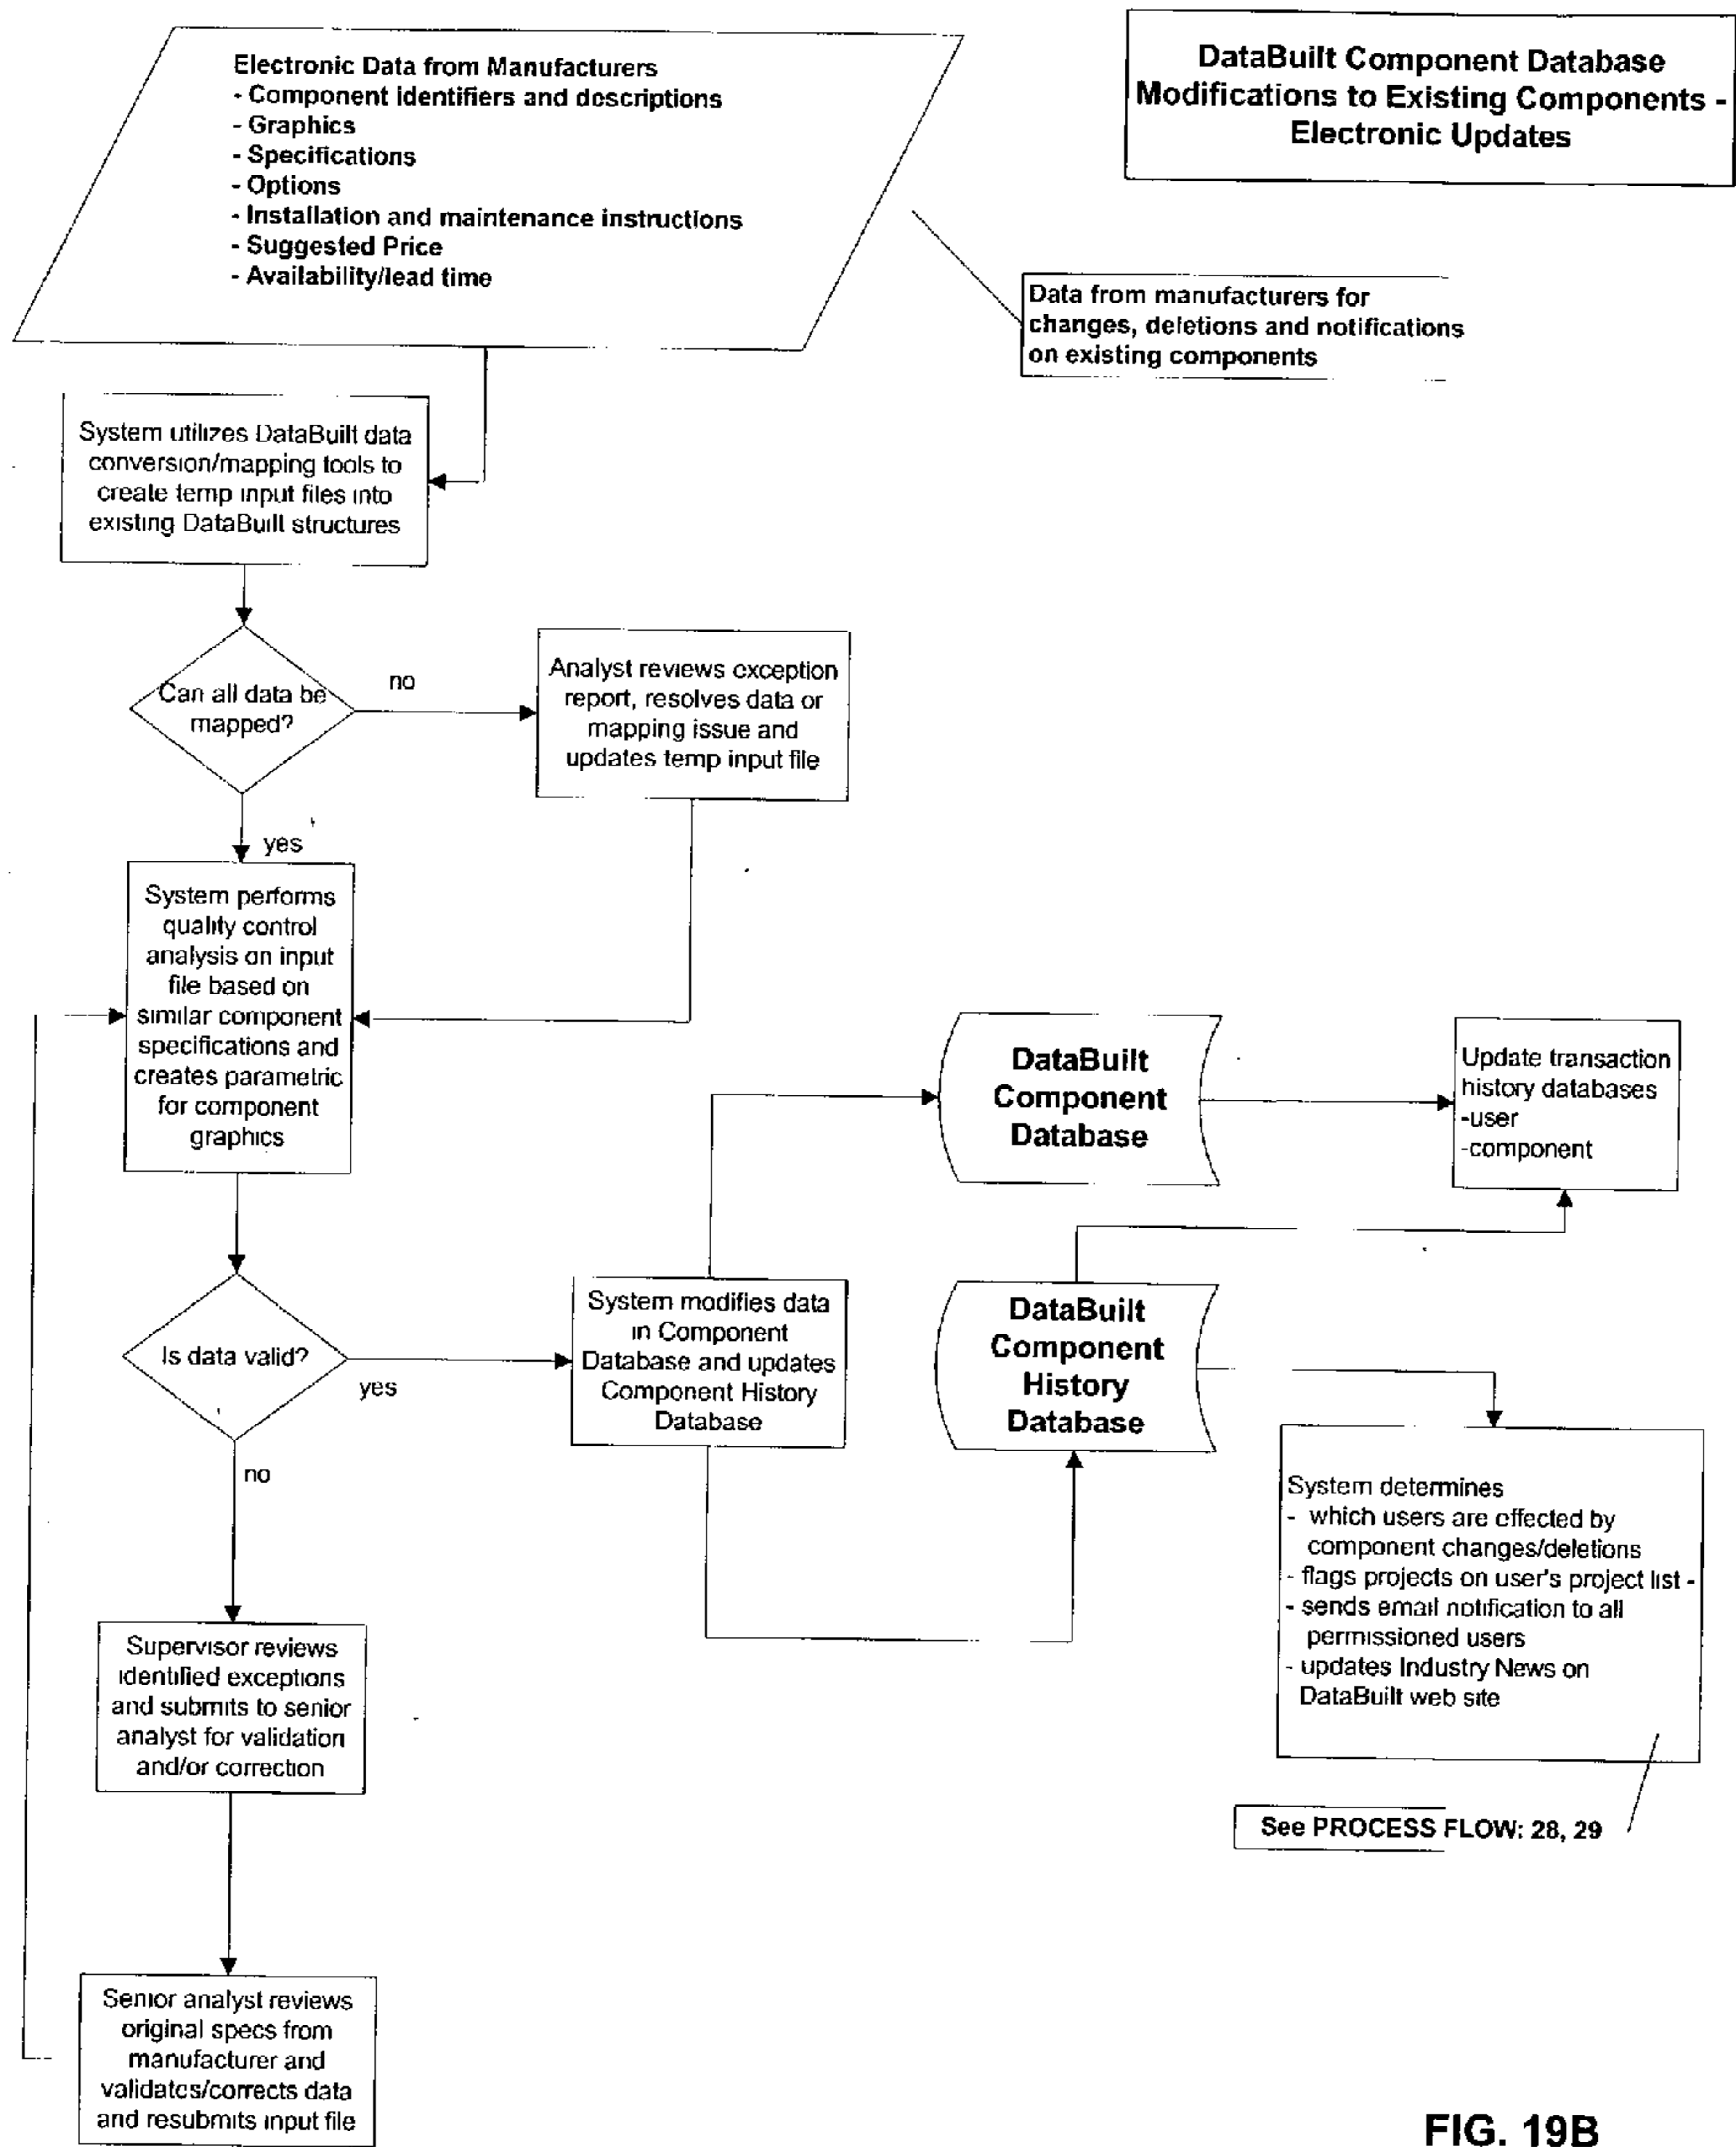 DataBuilt Component Database
Modifications to Existing Components -
Electronic Updates
Electronic Data from Manufacturers
- Component identifiers and descriptions
- Graphics
- Specifications
- Options
- Installation and maintenance instructions
- Suggested Price
- Availability/lead time
Data from manufacturers for
changes, deletions and notifications
on existing components
System utilizes DataBuilt data
conversion/mapping tools to
create temp input files into
existing DataBuilt structures
Can all data be
mapped?
no
Analyst reviews exception
report, resolves data or
mapping issue and
updates temp input file
yes
System performs
quality control
analysis on input
file based on
similar component
specifications and
creates parametric
for component
graphics
DataBuilt
Component
Database
Update transaction
history databases
-user
-component
Is data valid?
yes
System modifies data
in Component
Database and updates
Component History
Database
DataBuilt
Component
History
Database
no
System determines
- which users are effected by
component changes/deletions
- flags projects on user's project list -
- sends email notification to all
permissioned users
- updates Industry News on
DataBuilt web site
Supervisor reviews
identified exceptions
and submits to senior
analyst for validation
and/or correction
See PROCESS FLOW: 28, 29
Senior analyst reviews
original specs from
manufacturer and
validates/corrects data
and resubmits input file
FIG. 19B